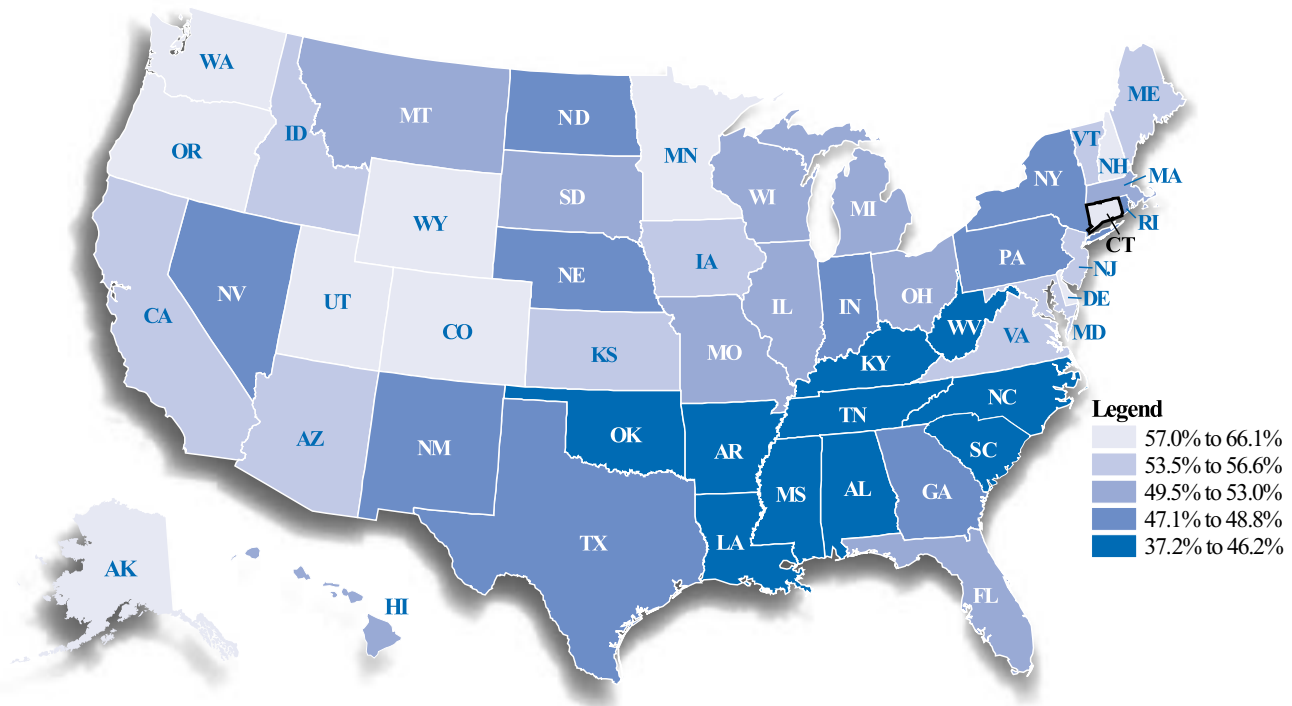 WA
MT
ND
MN
ME
ID
OR
VT
NH
MA
NY
SD
WI
MI
RI
WY
CT
IA
PA
NJ
NE
NV
UT
CO
IL
IN
OH
DE
CA
WV
VA
MD
KS
MO
KY
NC
TN
AZ
NM
OK
AR
SC
MS
AL
GA
TX
LA
AK
FL
HI
Legend
57.0% to 66.1%
53.5% to 56.6%
49.5% to 53.0%
47.1% to 48.8%
37.2% to 46.2%